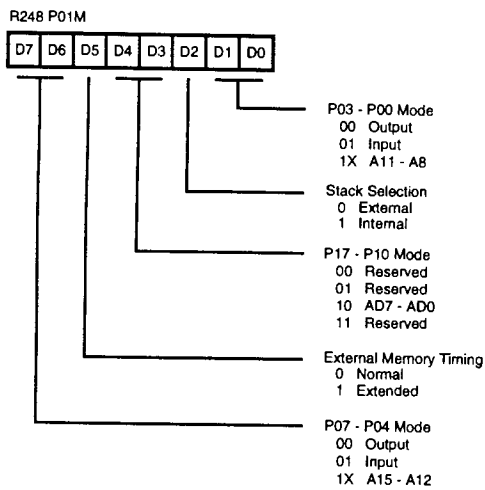 R248 P01M
D7 D6 D5 D4 D3 D2 D1 D0
P03 - P00 Mode
00 Output
01 Input
1X A11 - A8
Stack Selection
0 External
1 Internal
P17 - P10 Mode
00 Reserved
01 Reserved
10 AD7 - AD0
11 Reserved
External Memory Timing
0 Normal
1 Extended
P07 - P04 Mode
00 Output
01 Input
1X A15 - A12